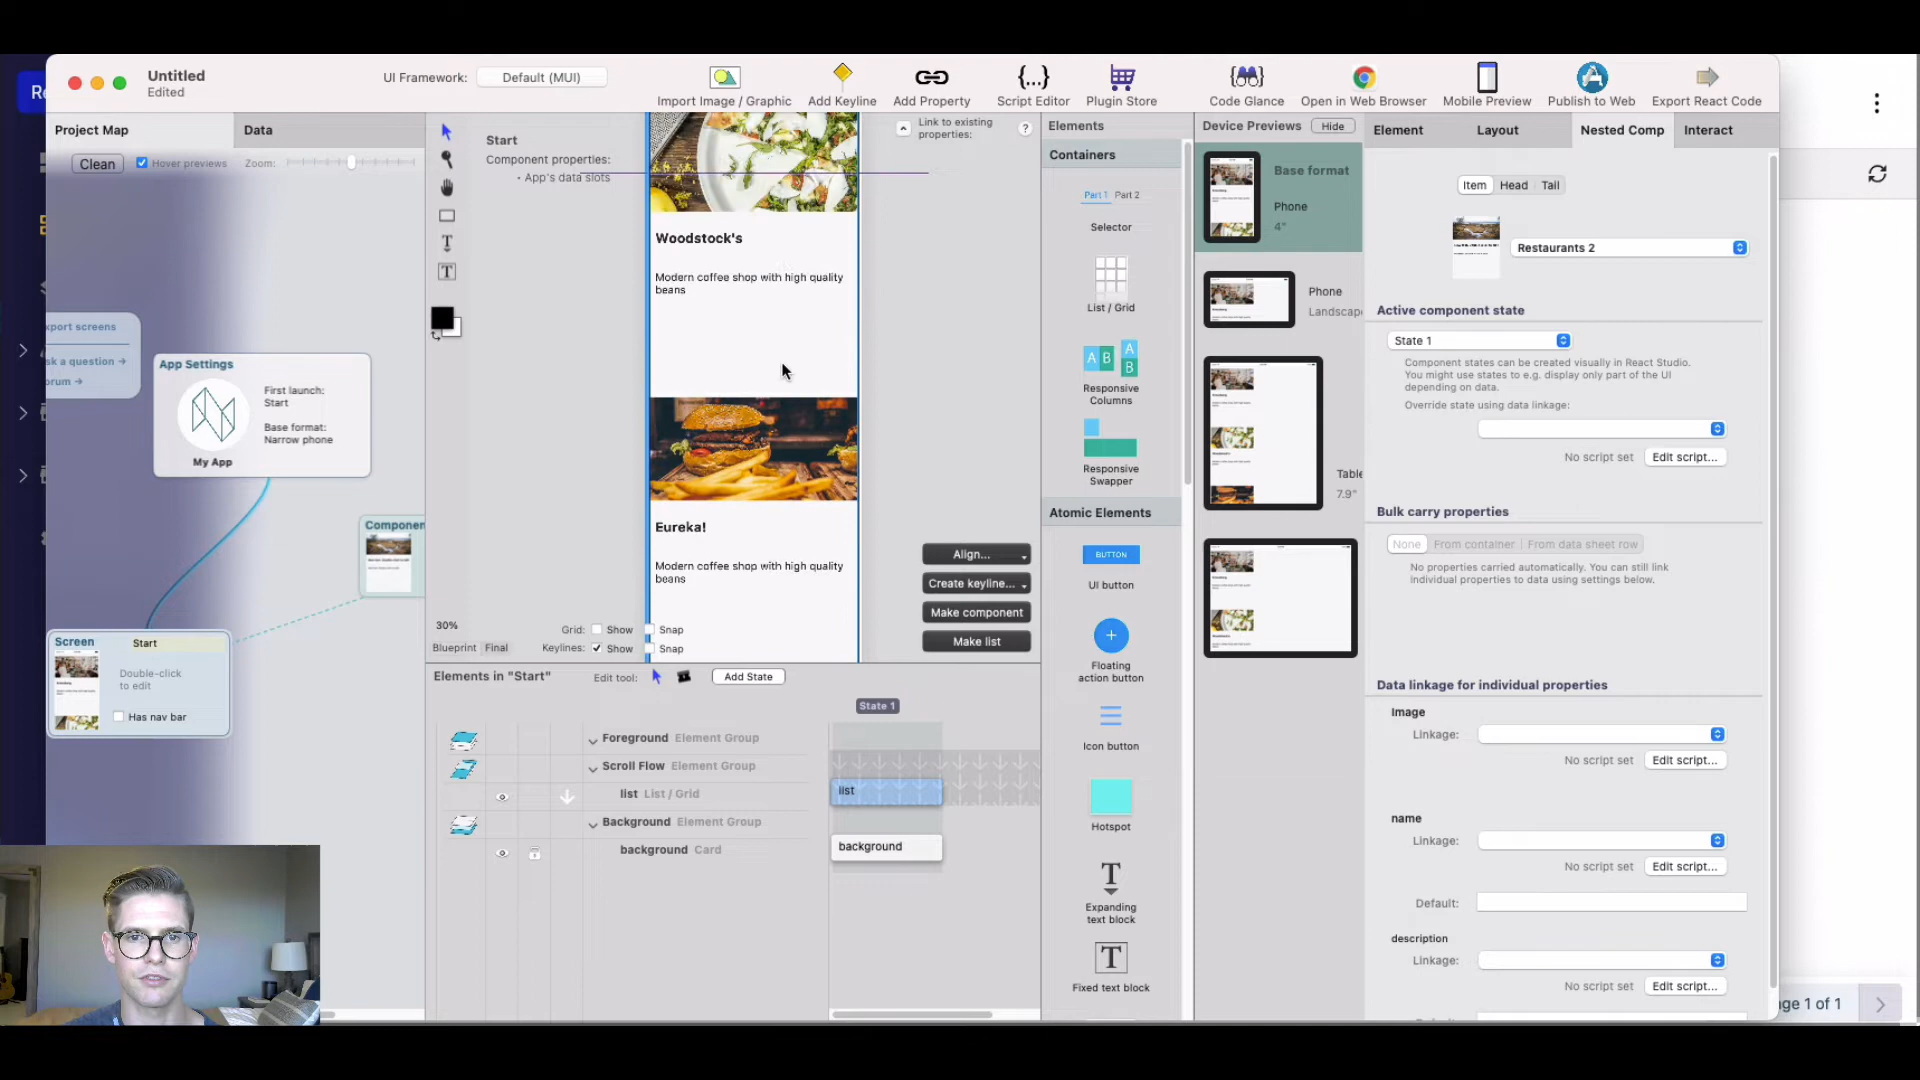 Untitled
Edited
UI Framework:
Default (MUI)
Import Image / Graphic
Add Keyline
Add Property
Script Editor
Plugin Store
Code Glance
Open in Web Browser
Mobile Preview
Publish to Web
Export React Code
Re
Project Map
Data
Clean
Hover previews
Zoom:
xport screens
sk a question →
orum →
App Settings
First launch:
Start
Base format:
Narrow phone
My App
Componen
Screen
Start
Double-click
to edit
Has nav bar
Start
Component properties:
• App's data slots
Woodstock's
Modern coffee shop with high quality
beans
Eureka!
Modern coffee shop with high quality
beans
Link to existing
properties:
?
Align...
Create keyline...
Make component
Make list
30%
Blueprint
Final
Grid:
Show
Snap
Keylines:
Show
Snap
Elements in "Start"
Edit tool:
Add State
State 1
Foreground Element Group
Scroll Flow Element Group
list List / Grid
list
Background Element Group
background Card
background
Elements
Containers
Part 1 Part 2
Selector
List / Grid
A B
A
B
Responsive
Columns
Responsive
Swapper
Atomic Elements
BUTTON
UI button
Floating
action button
Icon button
Hotspot
T
Expanding
text block
T
Fixed text block
Device Previews
Hide
Base format
Phone
4"
Phone
Landscape
Table
7.9"
Element
Layout
Nested Comp
Interact
Item
Head
Tail
Restaurants 2
Active component state
State 1
Component states can be created visually in React Studio.
You might use states to e.g. display only part of the UI
depending on data.
Override state using data linkage:
No script set
Edit script...
Bulk carry properties
None
From container
From data sheet row
No properties carried automatically. You can still link
individual properties to data using settings below.
Data linkage for individual properties
Image
Linkage:
No script set
Edit script...
name
Linkage:
No script set
Edit script...
Default:
description
Linkage:
No script set
Edit script...
ge 1 of 1